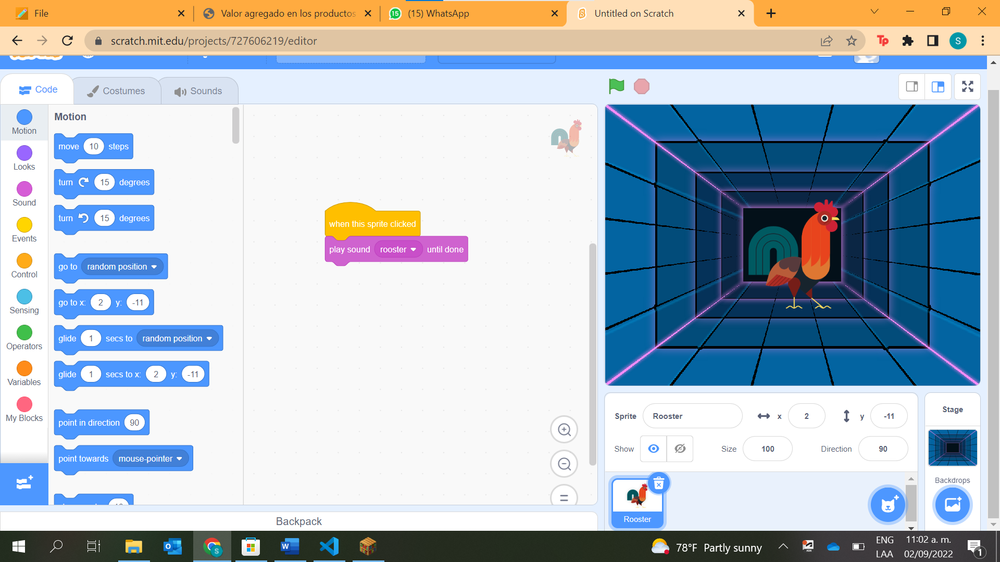 File
Valor agregado en los productos
15 (15) WhatsApp
Untitled on Scratch
scratch.mit.edu/projects/727606219/editor
Tp
S
Code
Costumes
Sounds
Motion
Looks
Sound
Events
Control
Sensing
Operators
Variables
My Blocks
Motion
move 10 steps
turn 15 degrees
turn 15 degrees
go to random position
go to x: 2 y: -11
glide 1 secs to random position
glide 1 secs to x: 2 y: -11
point in direction 90
point towards mouse-pointer
when this sprite clicked
play sound rooster until done
Backpack
Sprite Rooster x 2 y -11
Show Size 100 Direction 90
Rooster
Stage
Backdrops
S
W
78°F Partly sunny
ENG
LAA
11:02 a. m.
02/09/2022
1